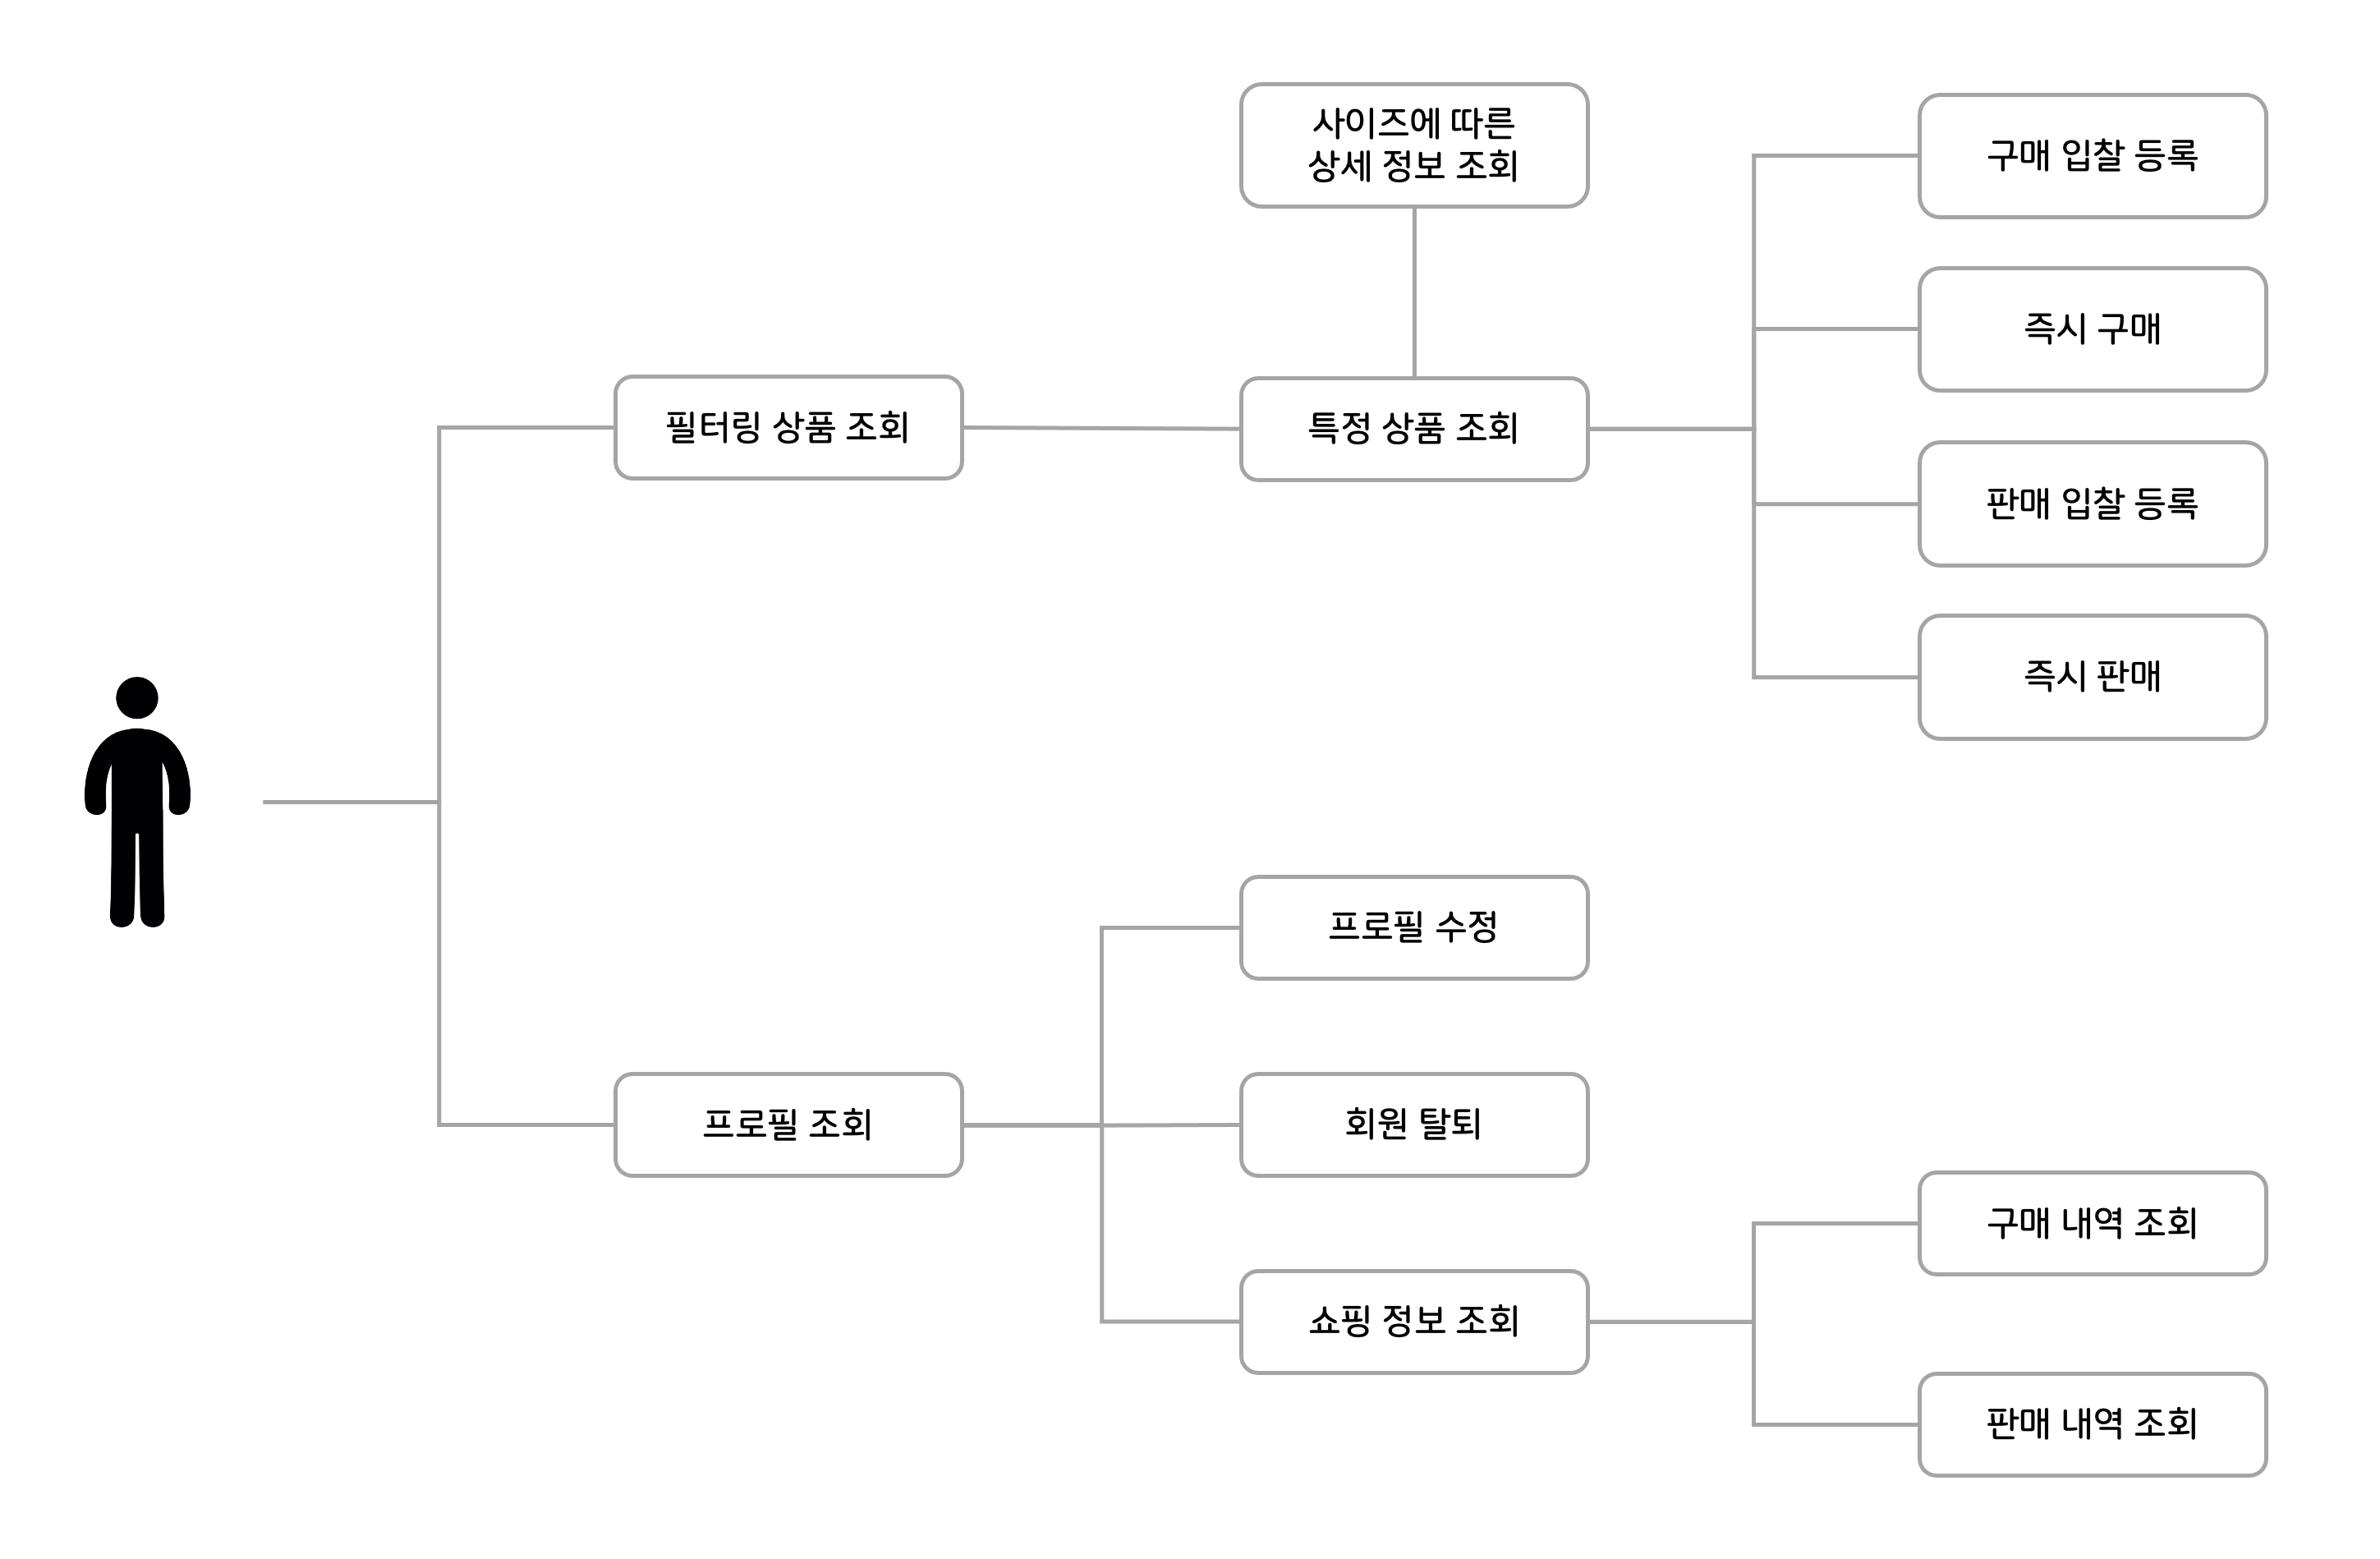 사이즈에 따른
상세 정보 조회
구매 입찰 등록
즉시 구매
필터링 상품 조회
특정 상품 조회
판매 입찰 등록
즉시 판매
프로필 수정
프로필 조회
회원 탈퇴
구매 내역 조회
쇼핑 정보 조회
판매 내역 조회